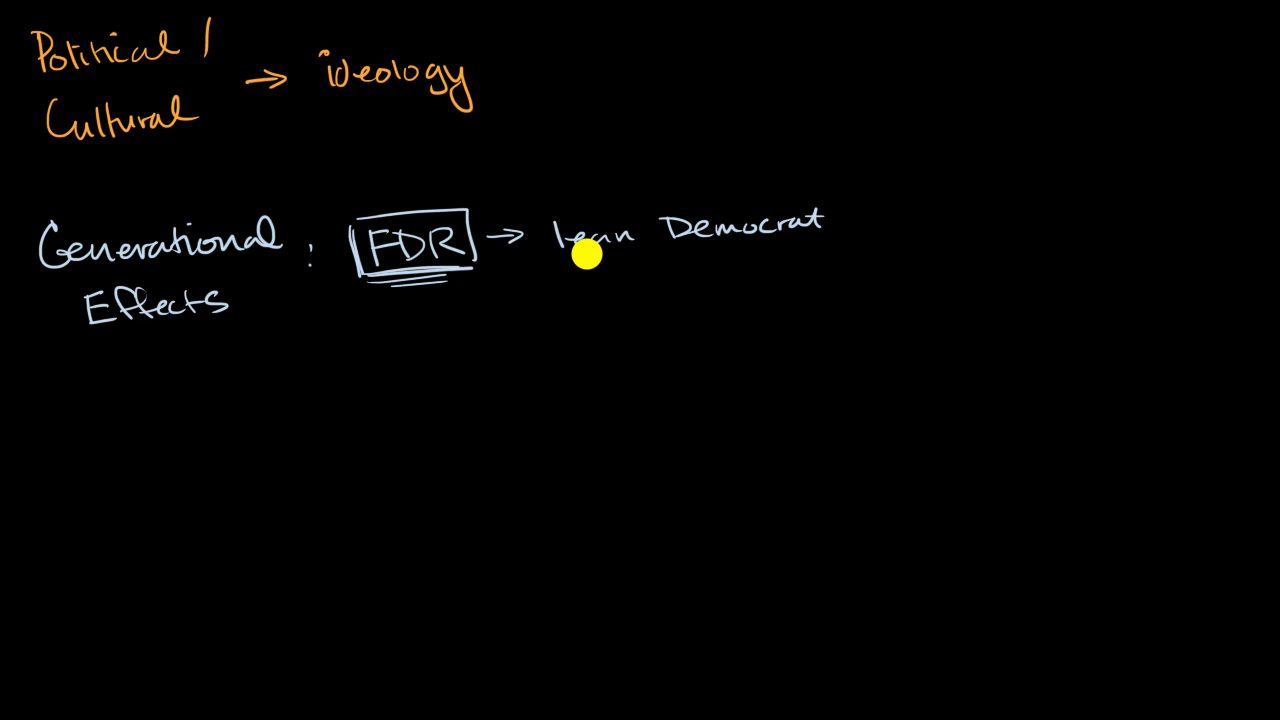 Political /
Cultural → ideology
Generational : FDR → lean Democrat
Effects